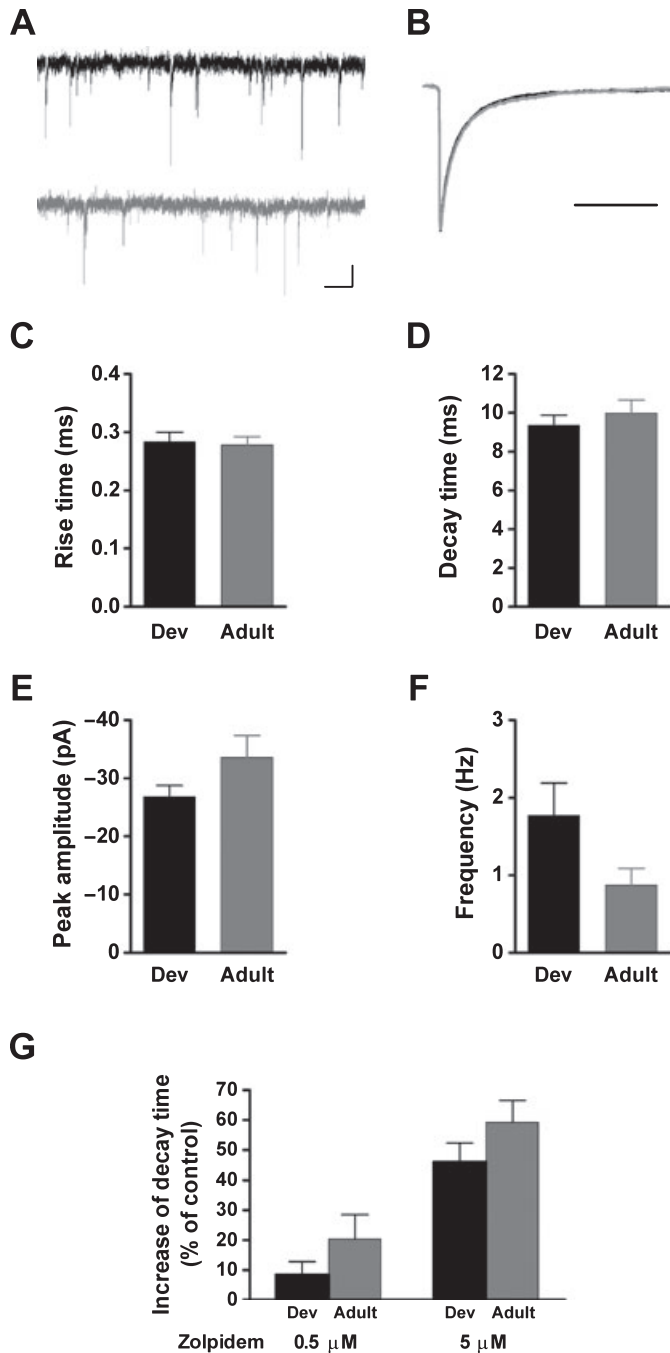 A
B
C
Rise time (ms)
0.4
0.3
0.2
0.1
0.0
Dev Adult
D
Decay time (ms)
12
10
8
6
4
2
0
Dev Adult
E
Peak amplitude (pA)
–40
–30
–20
–10
0
Dev Adult
F
Frequency (Hz)
3
2
1
0
Dev Adult
G
Increase of decay time
(% of control)
70
60
50
40
30
20
10
0
Dev Adult Dev Adult
Zolpidem 0.5 μM 5 μM